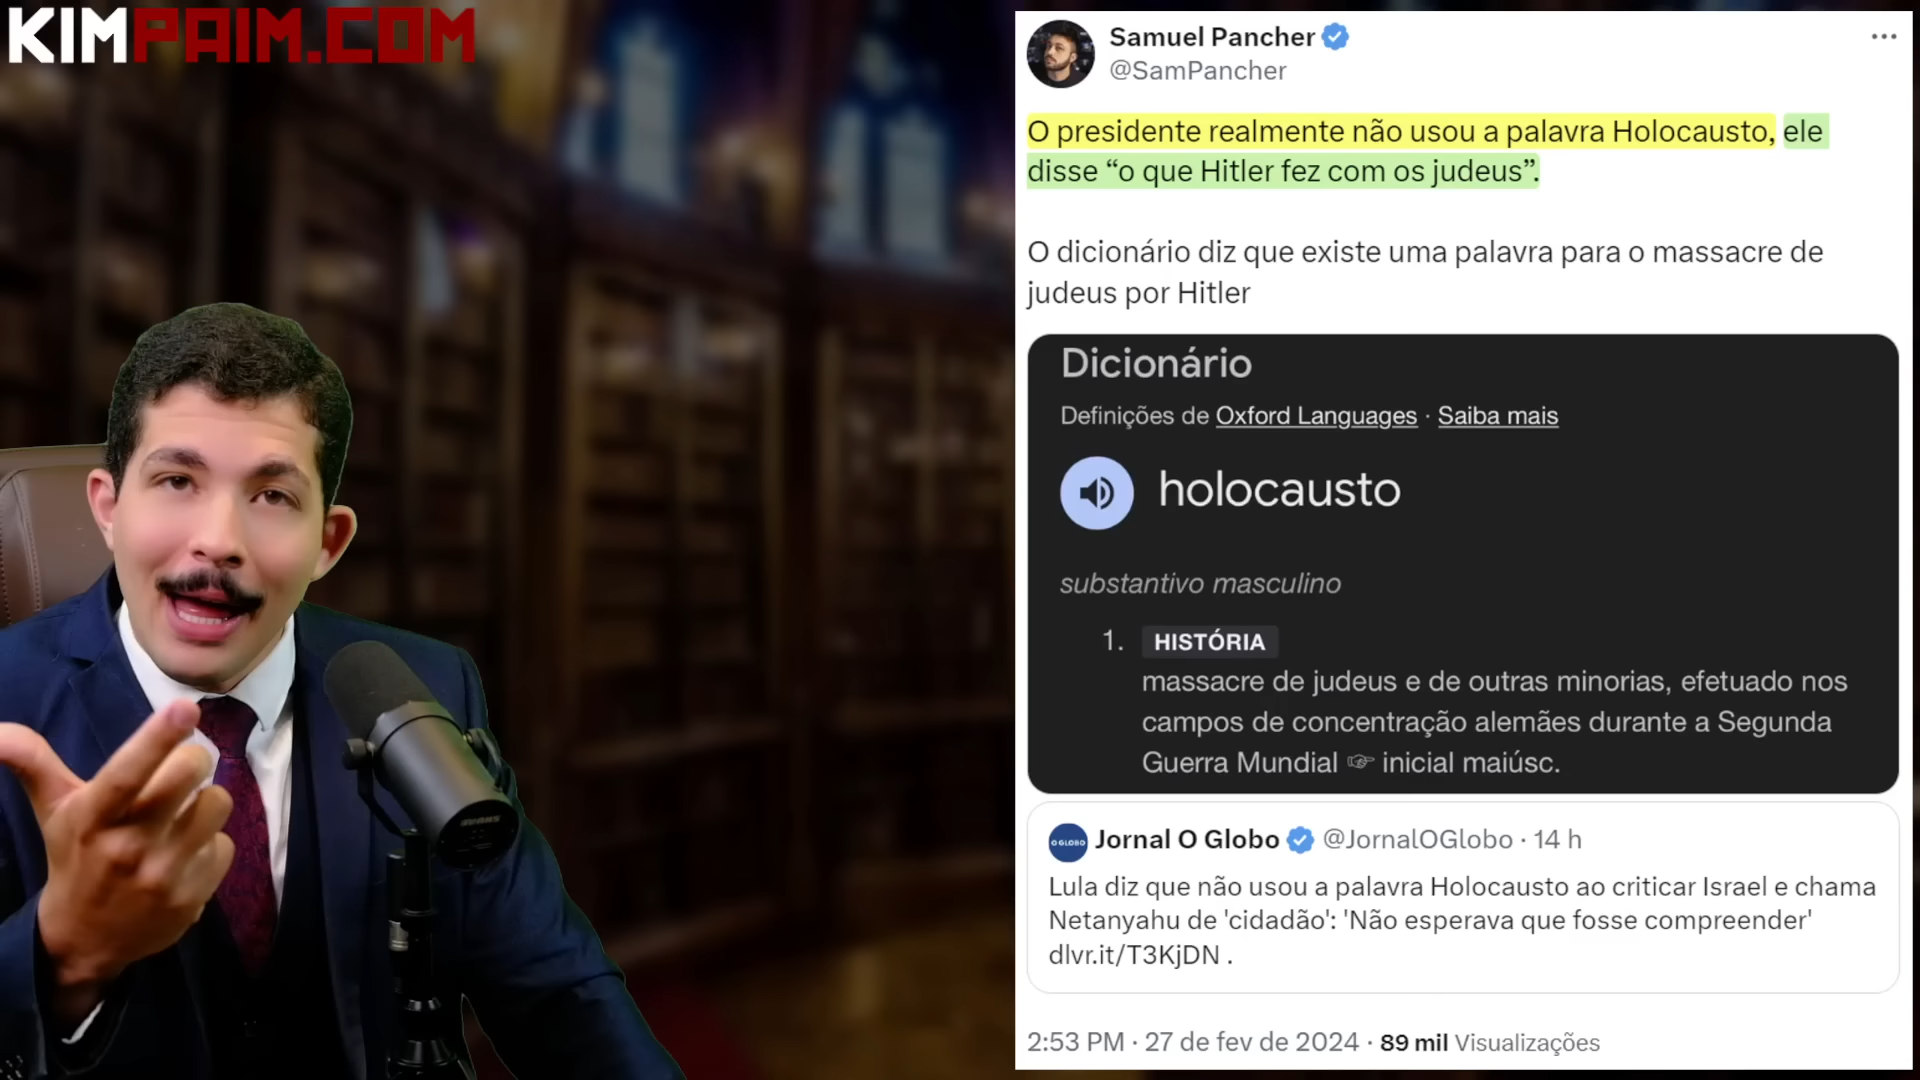 KIMPAIM.COM
Samuel Pancher
@SamPancher
O presidente realmente não usou a palavra Holocausto, ele
disse “o que Hitler fez com os judeus”.
O dicionário diz que existe uma palavra para o massacre de
judeus por Hitler
Dicionário
Definições de Oxford Languages · Saiba mais
holocausto
substantivo masculino
1. HISTÓRIA
massacre de judeus e de outras minorias, efetuado nos
campos de concentração alemães durante a Segunda
Guerra Mundial ☞ inicial maiúsc.
O GLOBO
Jornal O Globo @JornalOGlobo · 14 h
Lula diz que não usou a palavra Holocausto ao criticar Israel e chama
Netanyahu de 'cidadão': 'Não esperava que fosse compreender'
dlvr.it/T3KjDN .
2:53 PM · 27 de fev de 2024 · 89 mil Visualizações